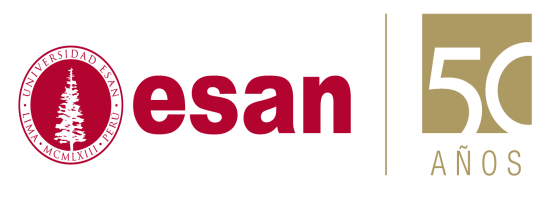 UNIVERSIDAD ESAN
LIMA · MCMLXIII · PERU
esan
50
AÑOS